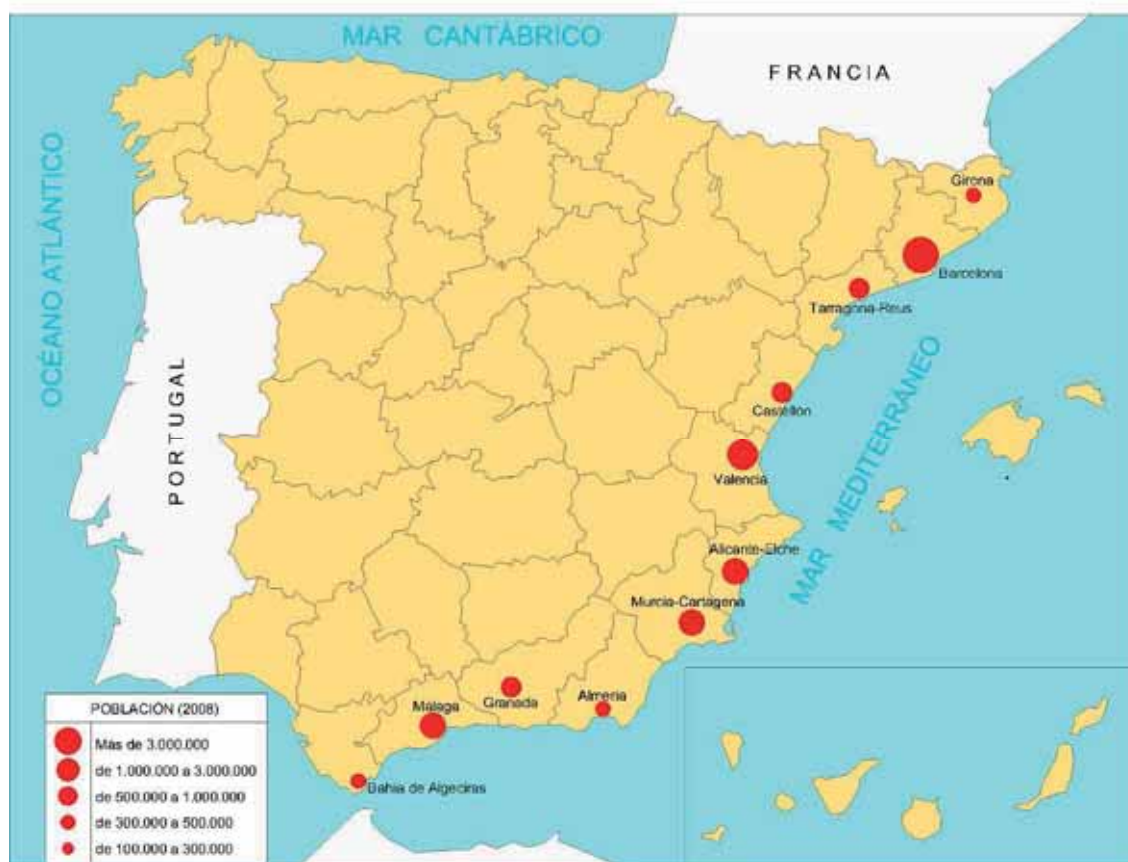 MAR CANTÁBRICO
FRANCIA
OCÉANO ATLÁNTICO
PORTUGAL
Girona
Barcelona
Tarragona-Reus
Castellón
Valencia
MAR MEDITERRÁNEO
Alicante-Elche
Murcia-Cartagena
Granada
Almería
Málaga
Bahía de Algeciras
POBLACIÓN (2008)
Más de 3.000.000
de 1.000.000 a 3.000.000
de 500.000 a 1.000.000
de 300.000 a 500.000
de 100.000 a 300.000